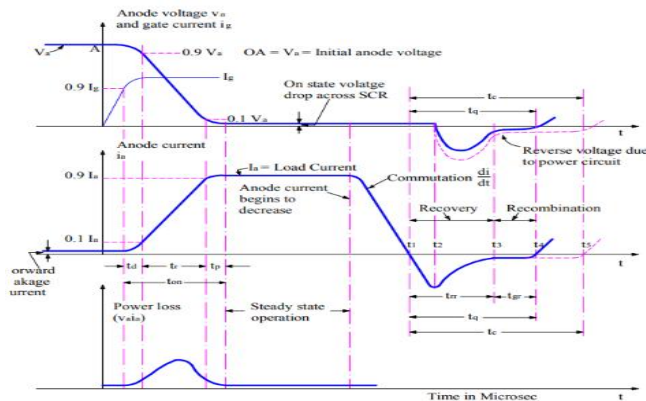 Anode voltage va
and gate current ig
Va
A
0.9 Va
OA = Va = Initial anode voltage
Ig
0.9 Ig
On state volatge
drop across SCR
tc
tq
0.1 Va
t
Reverse voltage due
to power circuit
Anode current
ia
0.9 Ia
Ia = Load Current
Anode current
begins to
decrease
Commutation di
dt
Recovery
Recombination
0.1 Ia
t1
t2
t3
t4
t5
orward
akage
urrent
td
tr
tp
t
ton
trr
tgr
Power loss
(vaia)
Steady state
operation
tq
tc
Time in Microsec
t